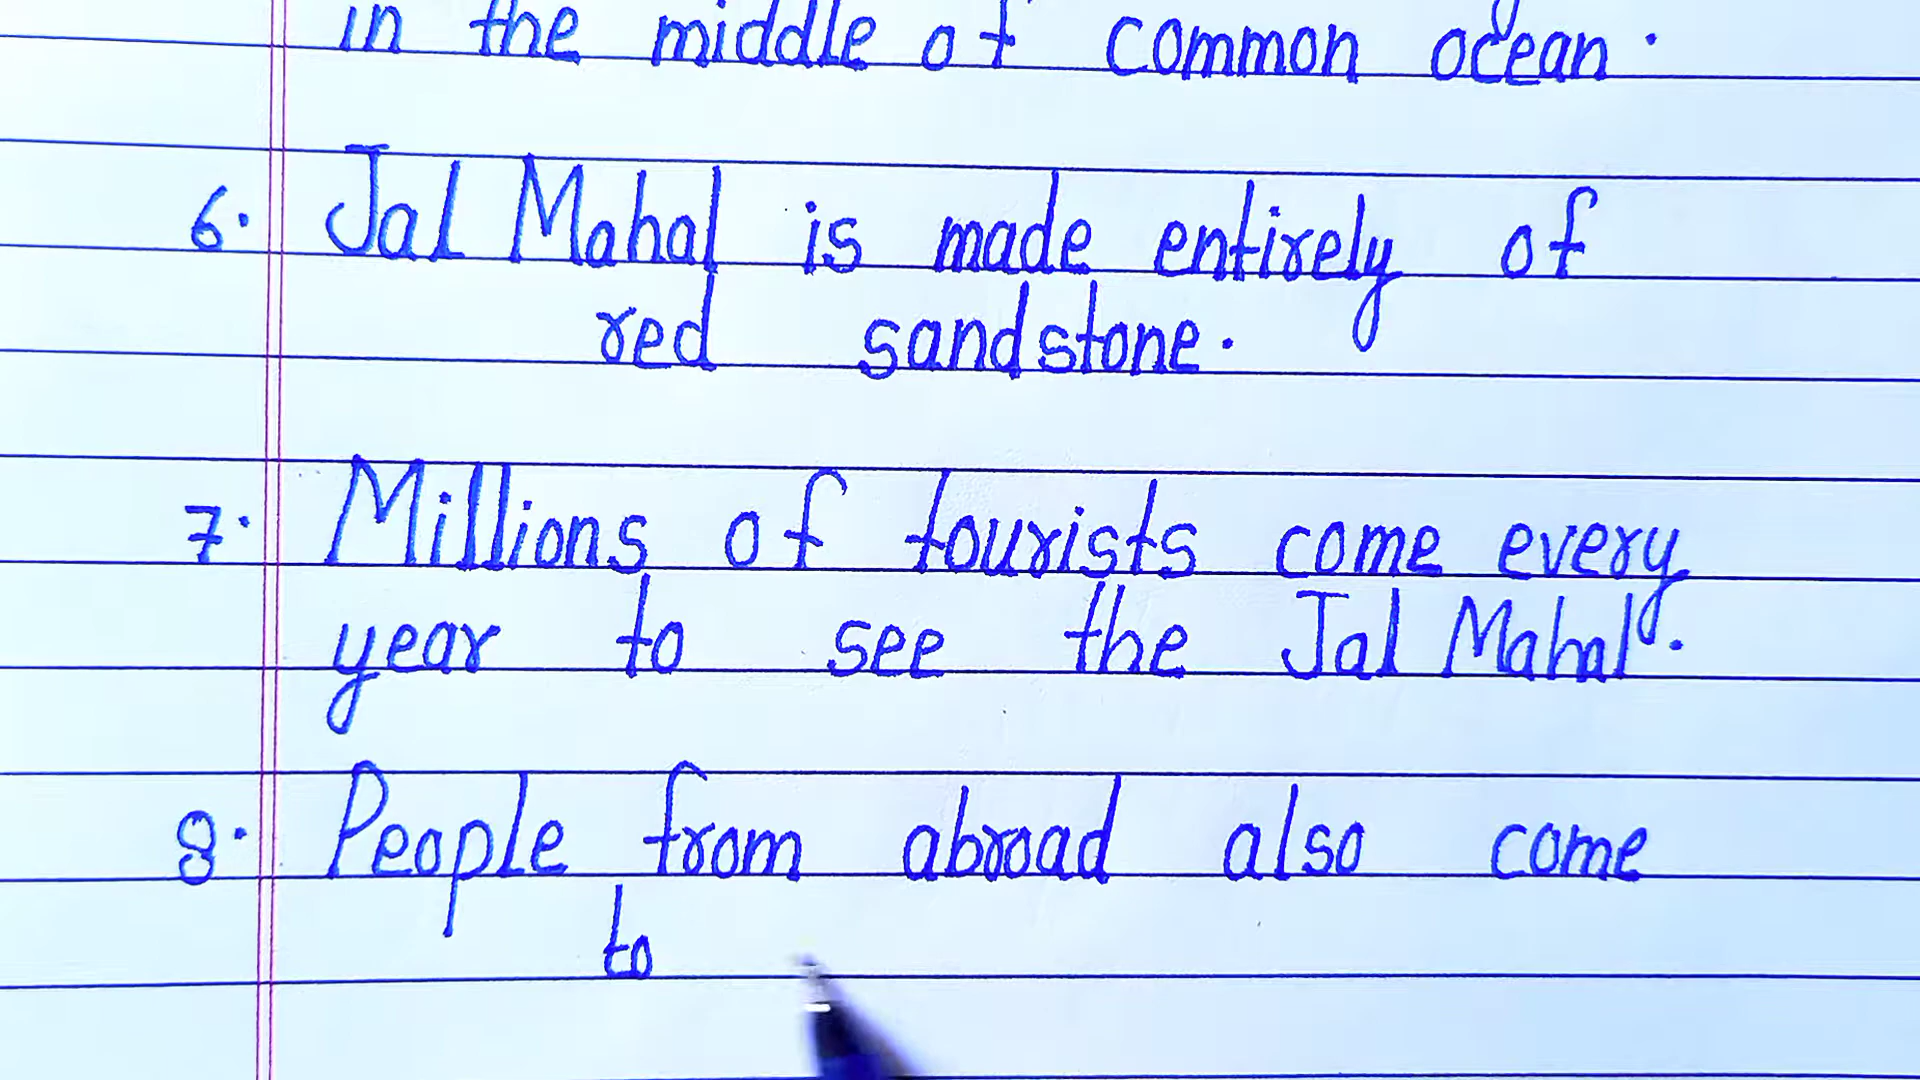 in the middle of common ocean.
6. Jal Mahal is made entirely of
red sandstone.
7. Millions of tourists come every
year to see the Jal Mahal.
8. People from abroad also come
to